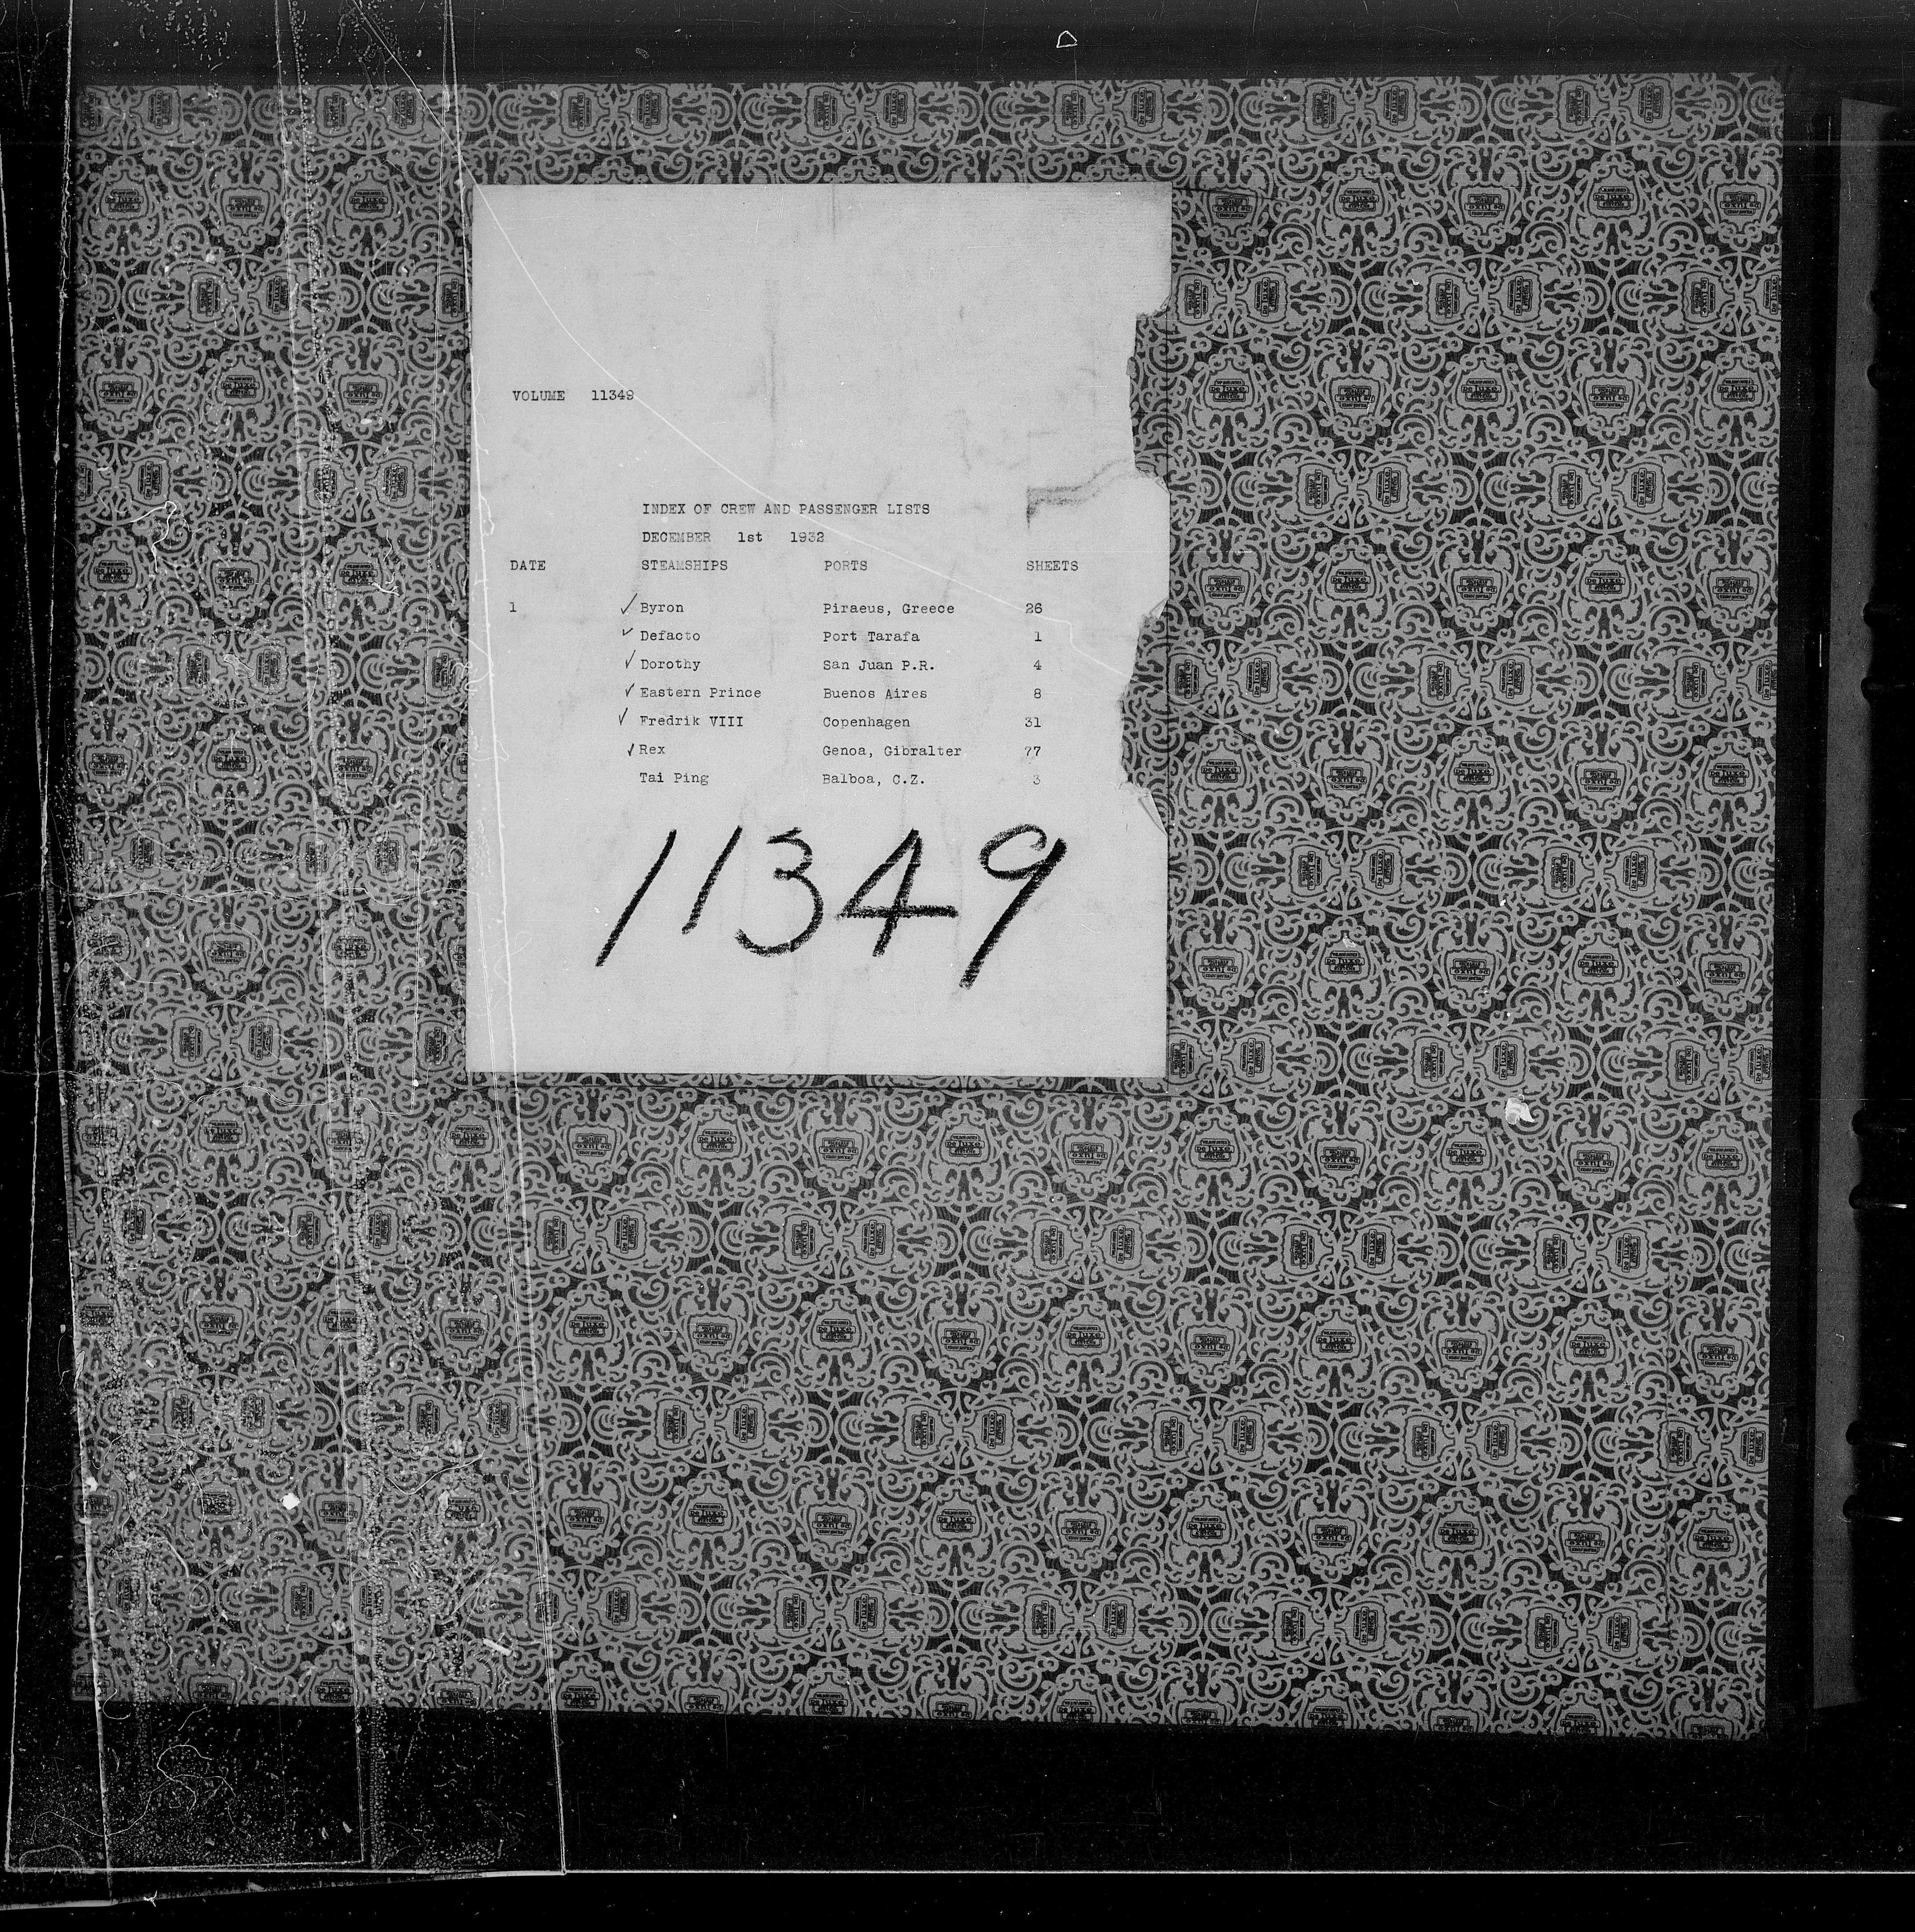 VOLUME 11349
INDEX OF CREW AND PASSENGER LISTS
DECEMBER 1st 1932
DATE STEAMSHIPS PORTS SHEETS
1 ✓ Byron Piraeus, Greece 26
✓ Defacto Port Tarafa 1
✓ Dorothy San Juan P.R. 4
✓ Eastern Prince Buenos Aires 8
✓ Fredrik VIII Copenhagen 31
✓ Rex Genoa, Gibralter 77
Tai Ping Balboa, C.Z. 3
11349